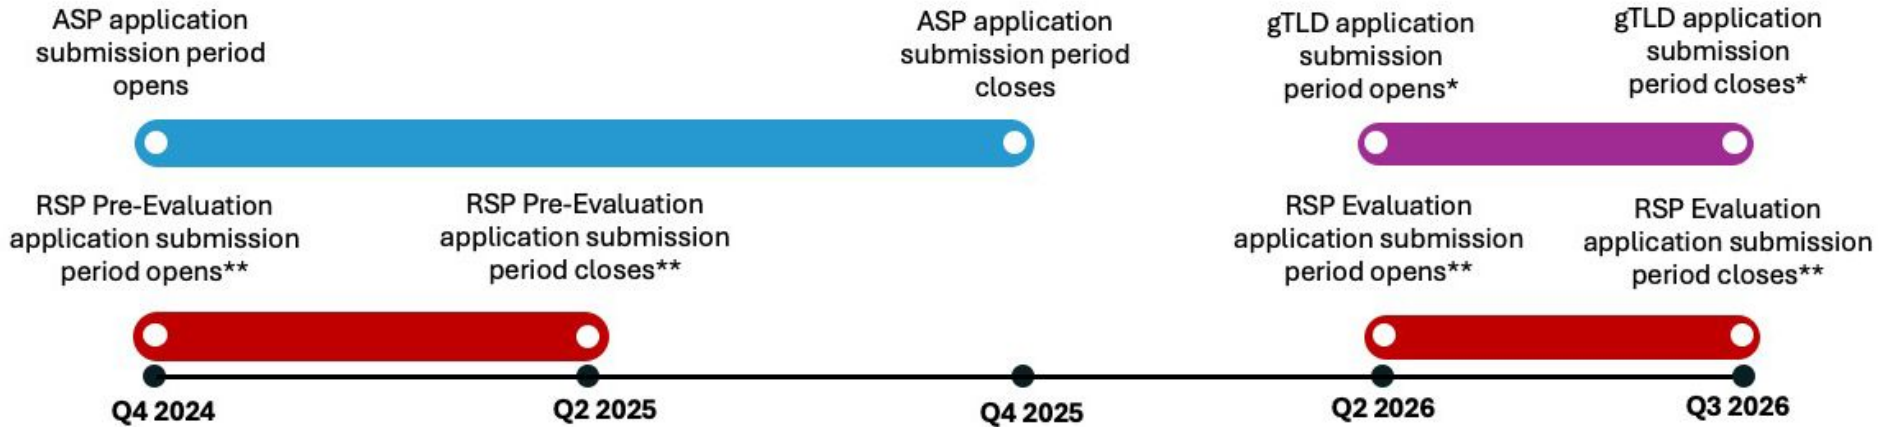 ASP application
submission period
opens
ASP application
submission period
closes
gTLD application
submission
period opens*
gTLD application
submission
period closes*
RSP Pre-Evaluation
application submission
period opens**
RSP Pre-Evaluation
application submission
period closes**
RSP Evaluation
application submission
period opens**
RSP Evaluation
application submission
period closes**
Q4 2024
Q2 2025
Q4 2025
Q2 2026
Q3 2026